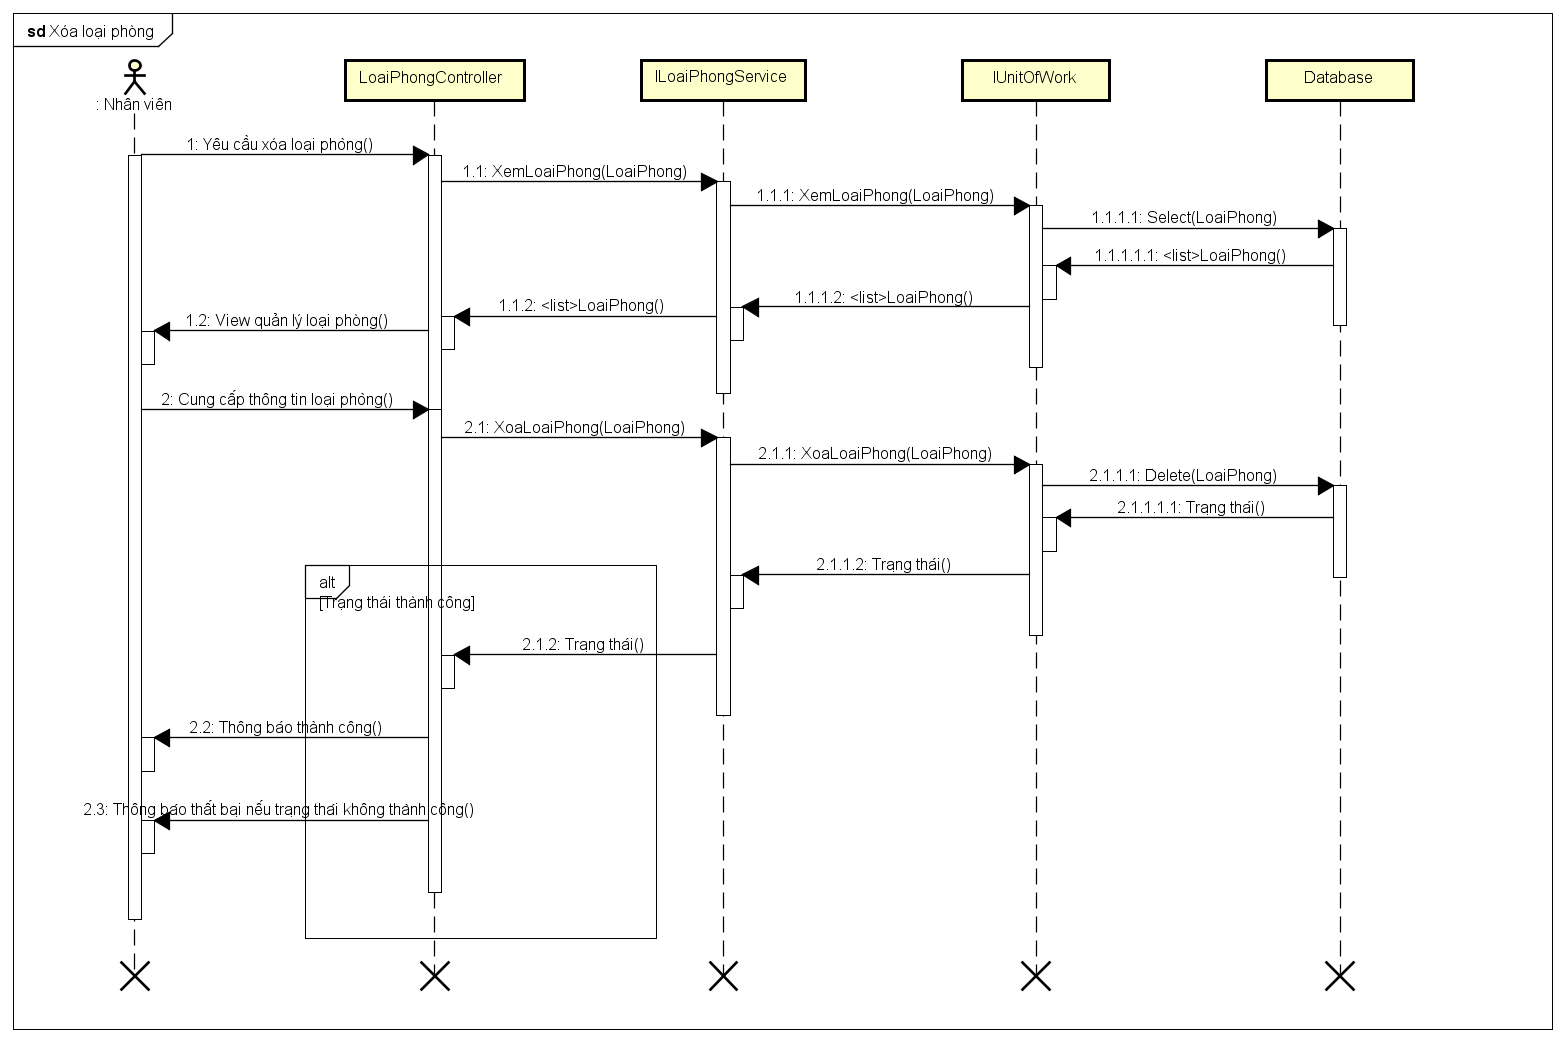 sd Xóa loại phòng
: Nhân viên
LoaiPhongController
ILoaiPhongService
IUnitOfWork
Database
1: Yêu cầu xóa loại phòng()
1.1: XemLoaiPhong(LoaiPhong)
1.1.1: XemLoaiPhong(LoaiPhong)
1.1.1.1: Select(LoaiPhong)
1.1.1.1.1: <list>LoaiPhong()
1.1.1.2: <list>LoaiPhong()
1.1.2: <list>LoaiPhong()
1.2: View quản lý loại phòng()
2: Cung cấp thông tin loại phòng()
2.1: XoaLoaiPhong(LoaiPhong)
2.1.1: XoaLoaiPhong(LoaiPhong)
2.1.1.1: Delete(LoaiPhong)
2.1.1.1.1: Trạng thái()
2.1.1.2: Trạng thái()
alt
[Trạng thái thành công]
2.1.2: Trạng thái()
2.2: Thông báo thành công()
2.3: Thông báo thất bại nếu trạng thái không thành công()